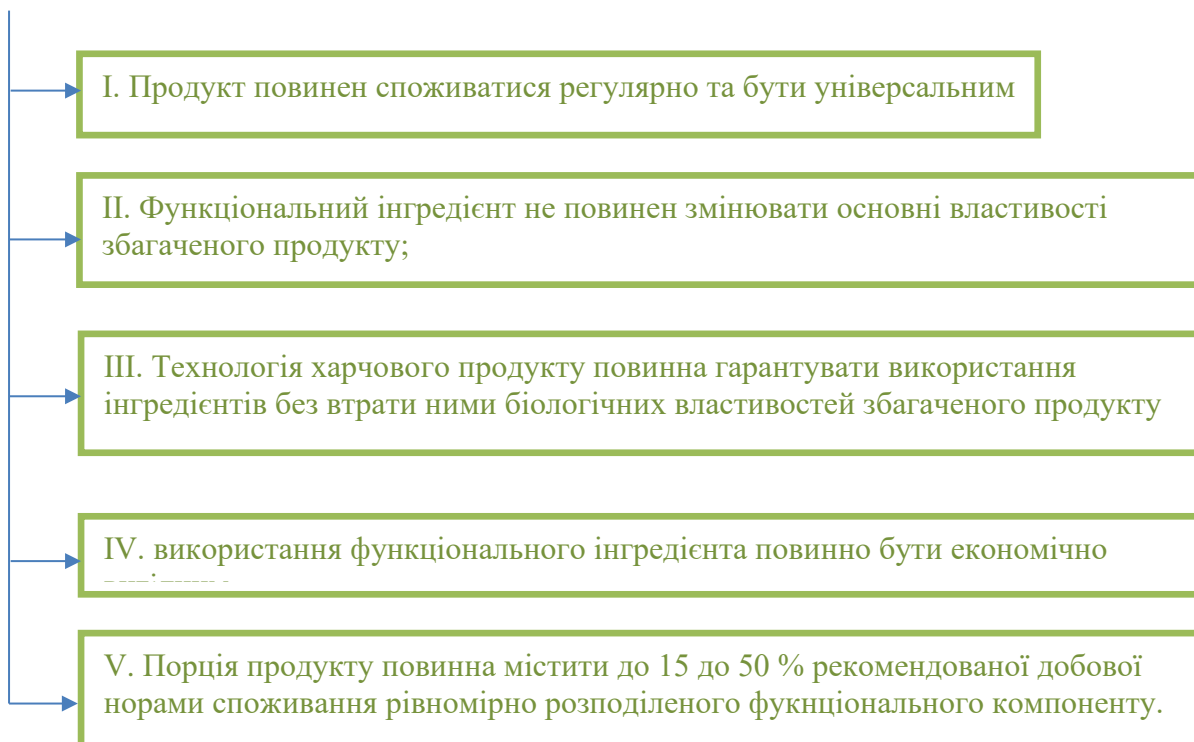 І. Продукт повинен споживатися регулярно та бути універсальним
ІІ. Функціональний інгредієнт не повинен змінювати основні властивості
збагаченого продукту;
ІІІ. Технологія харчового продукту повинна гарантувати використання
інгредієнтів без втрати ними біологічних властивостей збагаченого продукту
IV. використання функціонального інгредієнта повинно бути економічно
V. Порція продукту повинна містити до 15 до 50 % рекомендованої добової
норами споживання рівномірно розподіленого фукнціонального компоненту.